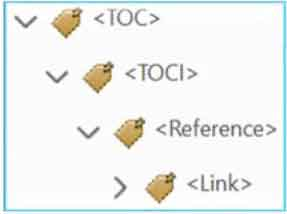 <TOC>
<TOCI>
<Reference>
<Link>